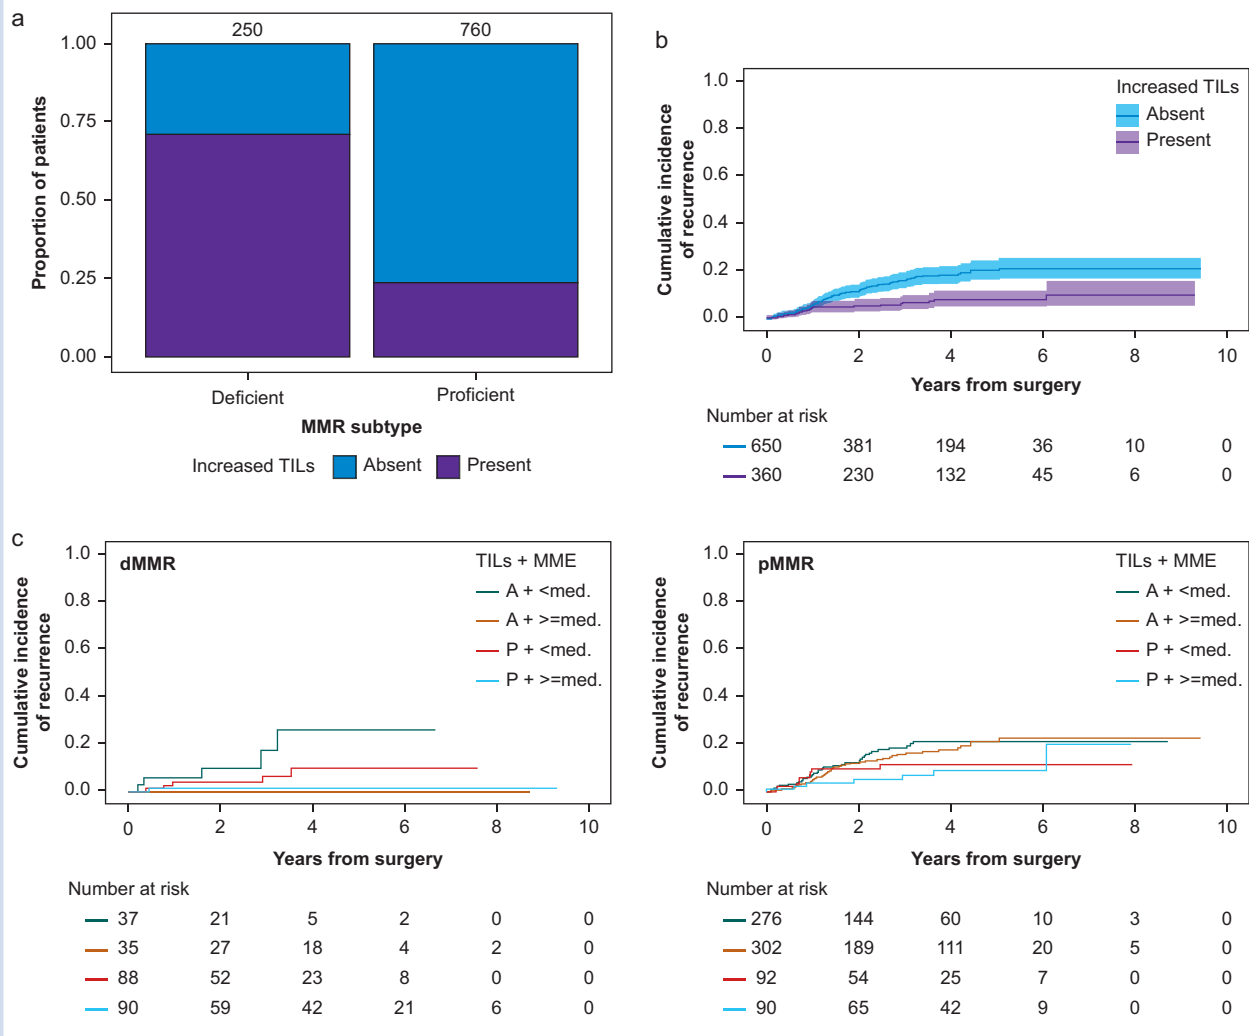 a
250 760
1.00
0.75
0.50
0.25
0.00
Proportion of patients
Deficient Proficient
MMR subtype
Increased TILs Absent Present
b
1.0
0.8
0.6
0.4
0.2
0.0
Cumulative incidence
of recurrence
Increased TILs
Absent
Present
0 2 4 6 8 10
Years from surgery
Number at risk
650 381 194 36 10 0
360 230 132 45 6 0
c
dMMR
1.0
0.8
0.6
0.4
0.2
0.0
Cumulative incidence
of recurrence
TILs + MME
A + <med.
A + >=med.
P + <med.
P + >=med.
0 2 4 6 8 10
Years from surgery
Number at risk
37 21 5 2 0 0
35 27 18 4 2 0
88 52 23 8 0 0
90 59 42 21 6 0
pMMR
1.0
0.8
0.6
0.4
0.2
0.0
Cumulative incidence
of recurrence
TILs + MME
A + <med.
A + >=med.
P + <med.
P + >=med.
0 2 4 6 8 10
Years from surgery
Number at risk
276 144 60 10 3 0
302 189 111 20 5 0
92 54 25 7 0 0
90 65 42 9 0 0